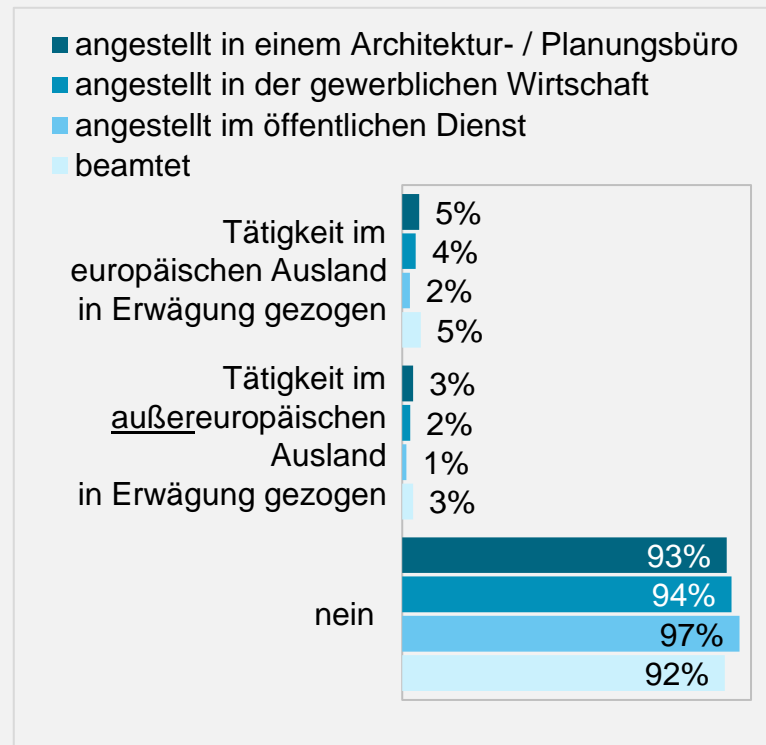 angestellt in einem Architektur- / Planungsbüro
angestellt in der gewerblichen Wirtschaft
angestellt im öffentlichen Dienst
beamtet
Tätigkeit im
europäischen Ausland
in Erwägung gezogen
5%
4%
2%
5%
Tätigkeit im
außereuropäischen
Ausland
in Erwägung gezogen
3%
2%
1%
3%
nein
93%
94%
97%
92%